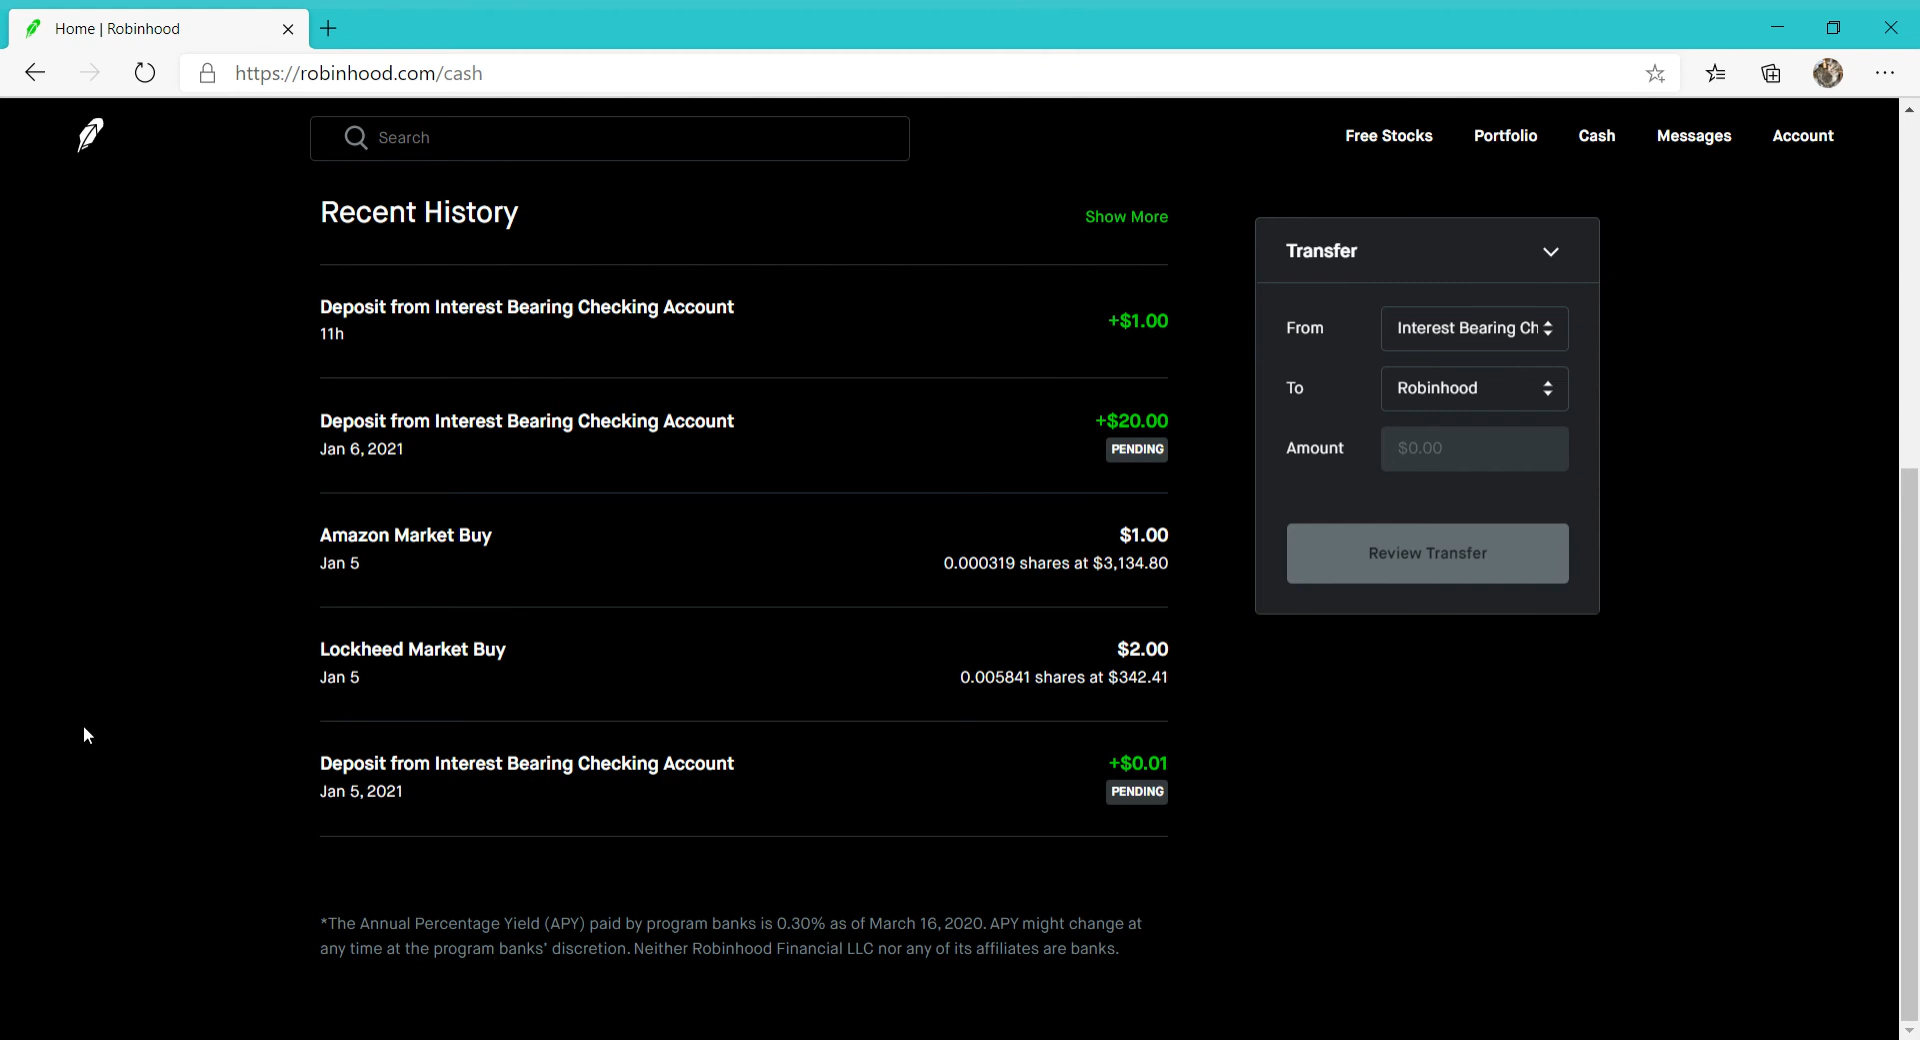 Home | Robinhood
https://robinhood.com/cash
Search
Free Stocks Portfolio Cash Messages Account
Recent History
Show More
Deposit from Interest Bearing Checking Account
11h
+$1.00
Deposit from Interest Bearing Checking Account
Jan 6, 2021
+$20.00
PENDING
Amazon Market Buy
Jan 5
$1.00
0.000319 shares at $3,134.80
Lockheed Market Buy
Jan 5
$2.00
0.005841 shares at $342.41
Deposit from Interest Bearing Checking Account
Jan 5, 2021
+$0.01
PENDING
*The Annual Percentage Yield (APY) paid by program banks is 0.30% as of March 16, 2020. APY might change at
any time at the program banks' discretion. Neither Robinhood Financial LLC nor any of its affiliates are banks.
Transfer
From Interest Bearing Ch
To Robinhood
Amount $0.00
Review Transfer